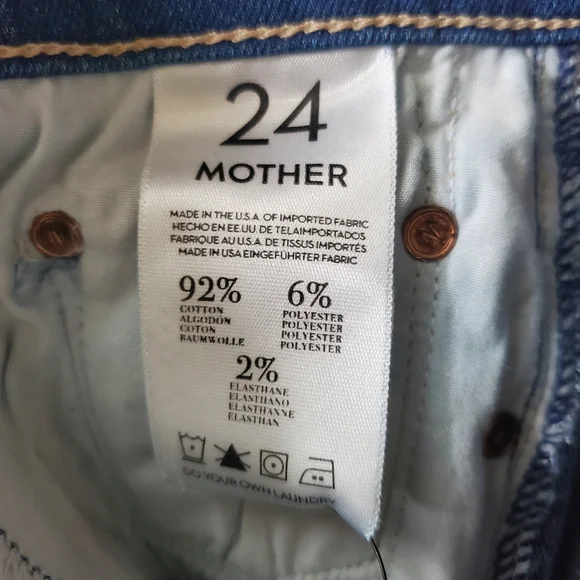 24
MOTHER
MADE IN THE U.S.A. OF IMPORTED FABRIC
HECHO EN EE.UU. DE TELAIMPORTADOS
FABRIQUE AU U.S.A. DE TISSUS IMPORTÉS
MADE IN USA EINGEFÜHRTER FABRIC
92% 6%
COTTON POLYESTER
ALGODÓN POLYESTER
COTON POLYESTER
BAUMWOLLE POLYESTER
2%
ELASTHANE
ELASTHANO
ELASTHANNE
ELASTHAN
DO YOUR OWN LAUNDRY